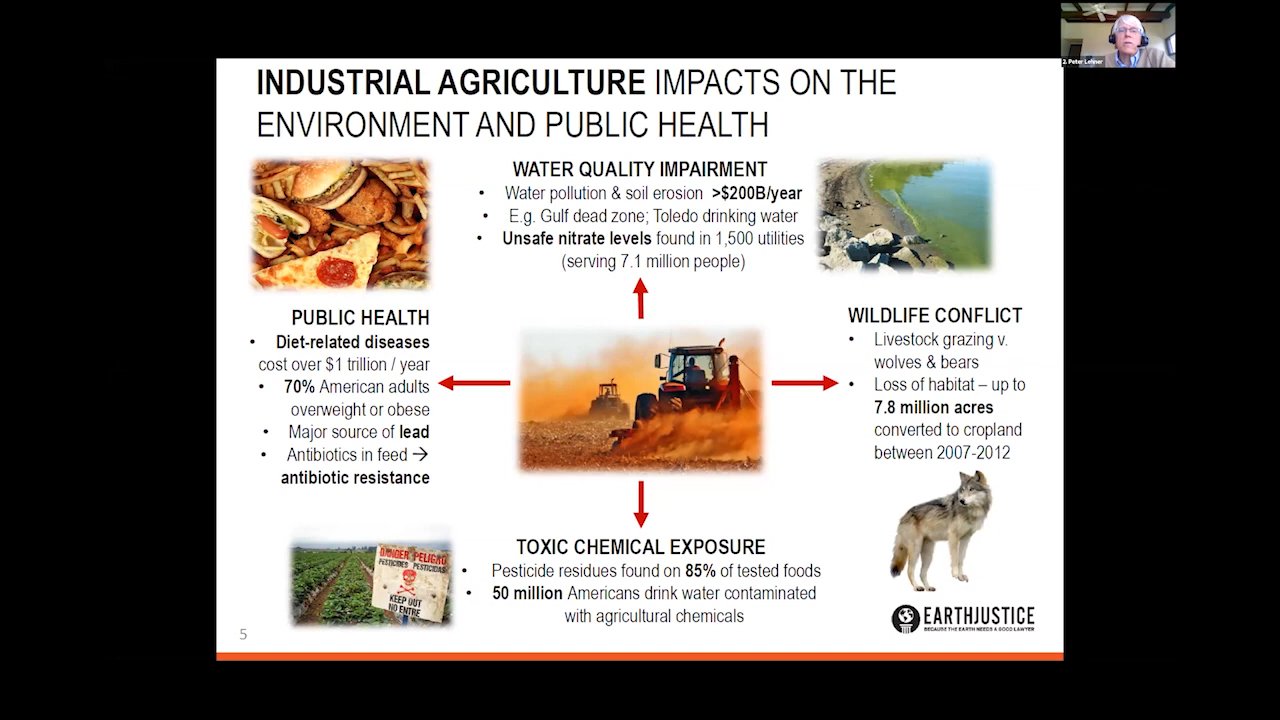 2. Peter Lehner
INDUSTRIAL AGRICULTURE IMPACTS ON THE
ENVIRONMENT AND PUBLIC HEALTH
WATER QUALITY IMPAIRMENT
• Water pollution & soil erosion >$200B/year
• E.g. Gulf dead zone; Toledo drinking water
• Unsafe nitrate levels found in 1,500 utilities
(serving 7.1 million people)
PUBLIC HEALTH
• Diet-related diseases
cost over $1 trillion / year
• 70% American adults
overweight or obese
• Major source of lead
• Antibiotics in feed →
antibiotic resistance
WILDLIFE CONFLICT
• Livestock grazing v.
wolves & bears
• Loss of habitat – up to
7.8 million acres
converted to cropland
between 2007-2012
DANGER PELIGRO
PESTICIDES PESTICIDAS
KEEP OUT
NO ENTRE
TOXIC CHEMICAL EXPOSURE
• Pesticide residues found on 85% of tested foods
• 50 million Americans drink water contaminated
with agricultural chemicals
EARTHJUSTICE
BECAUSE THE EARTH NEEDS A GOOD LAWYER
5